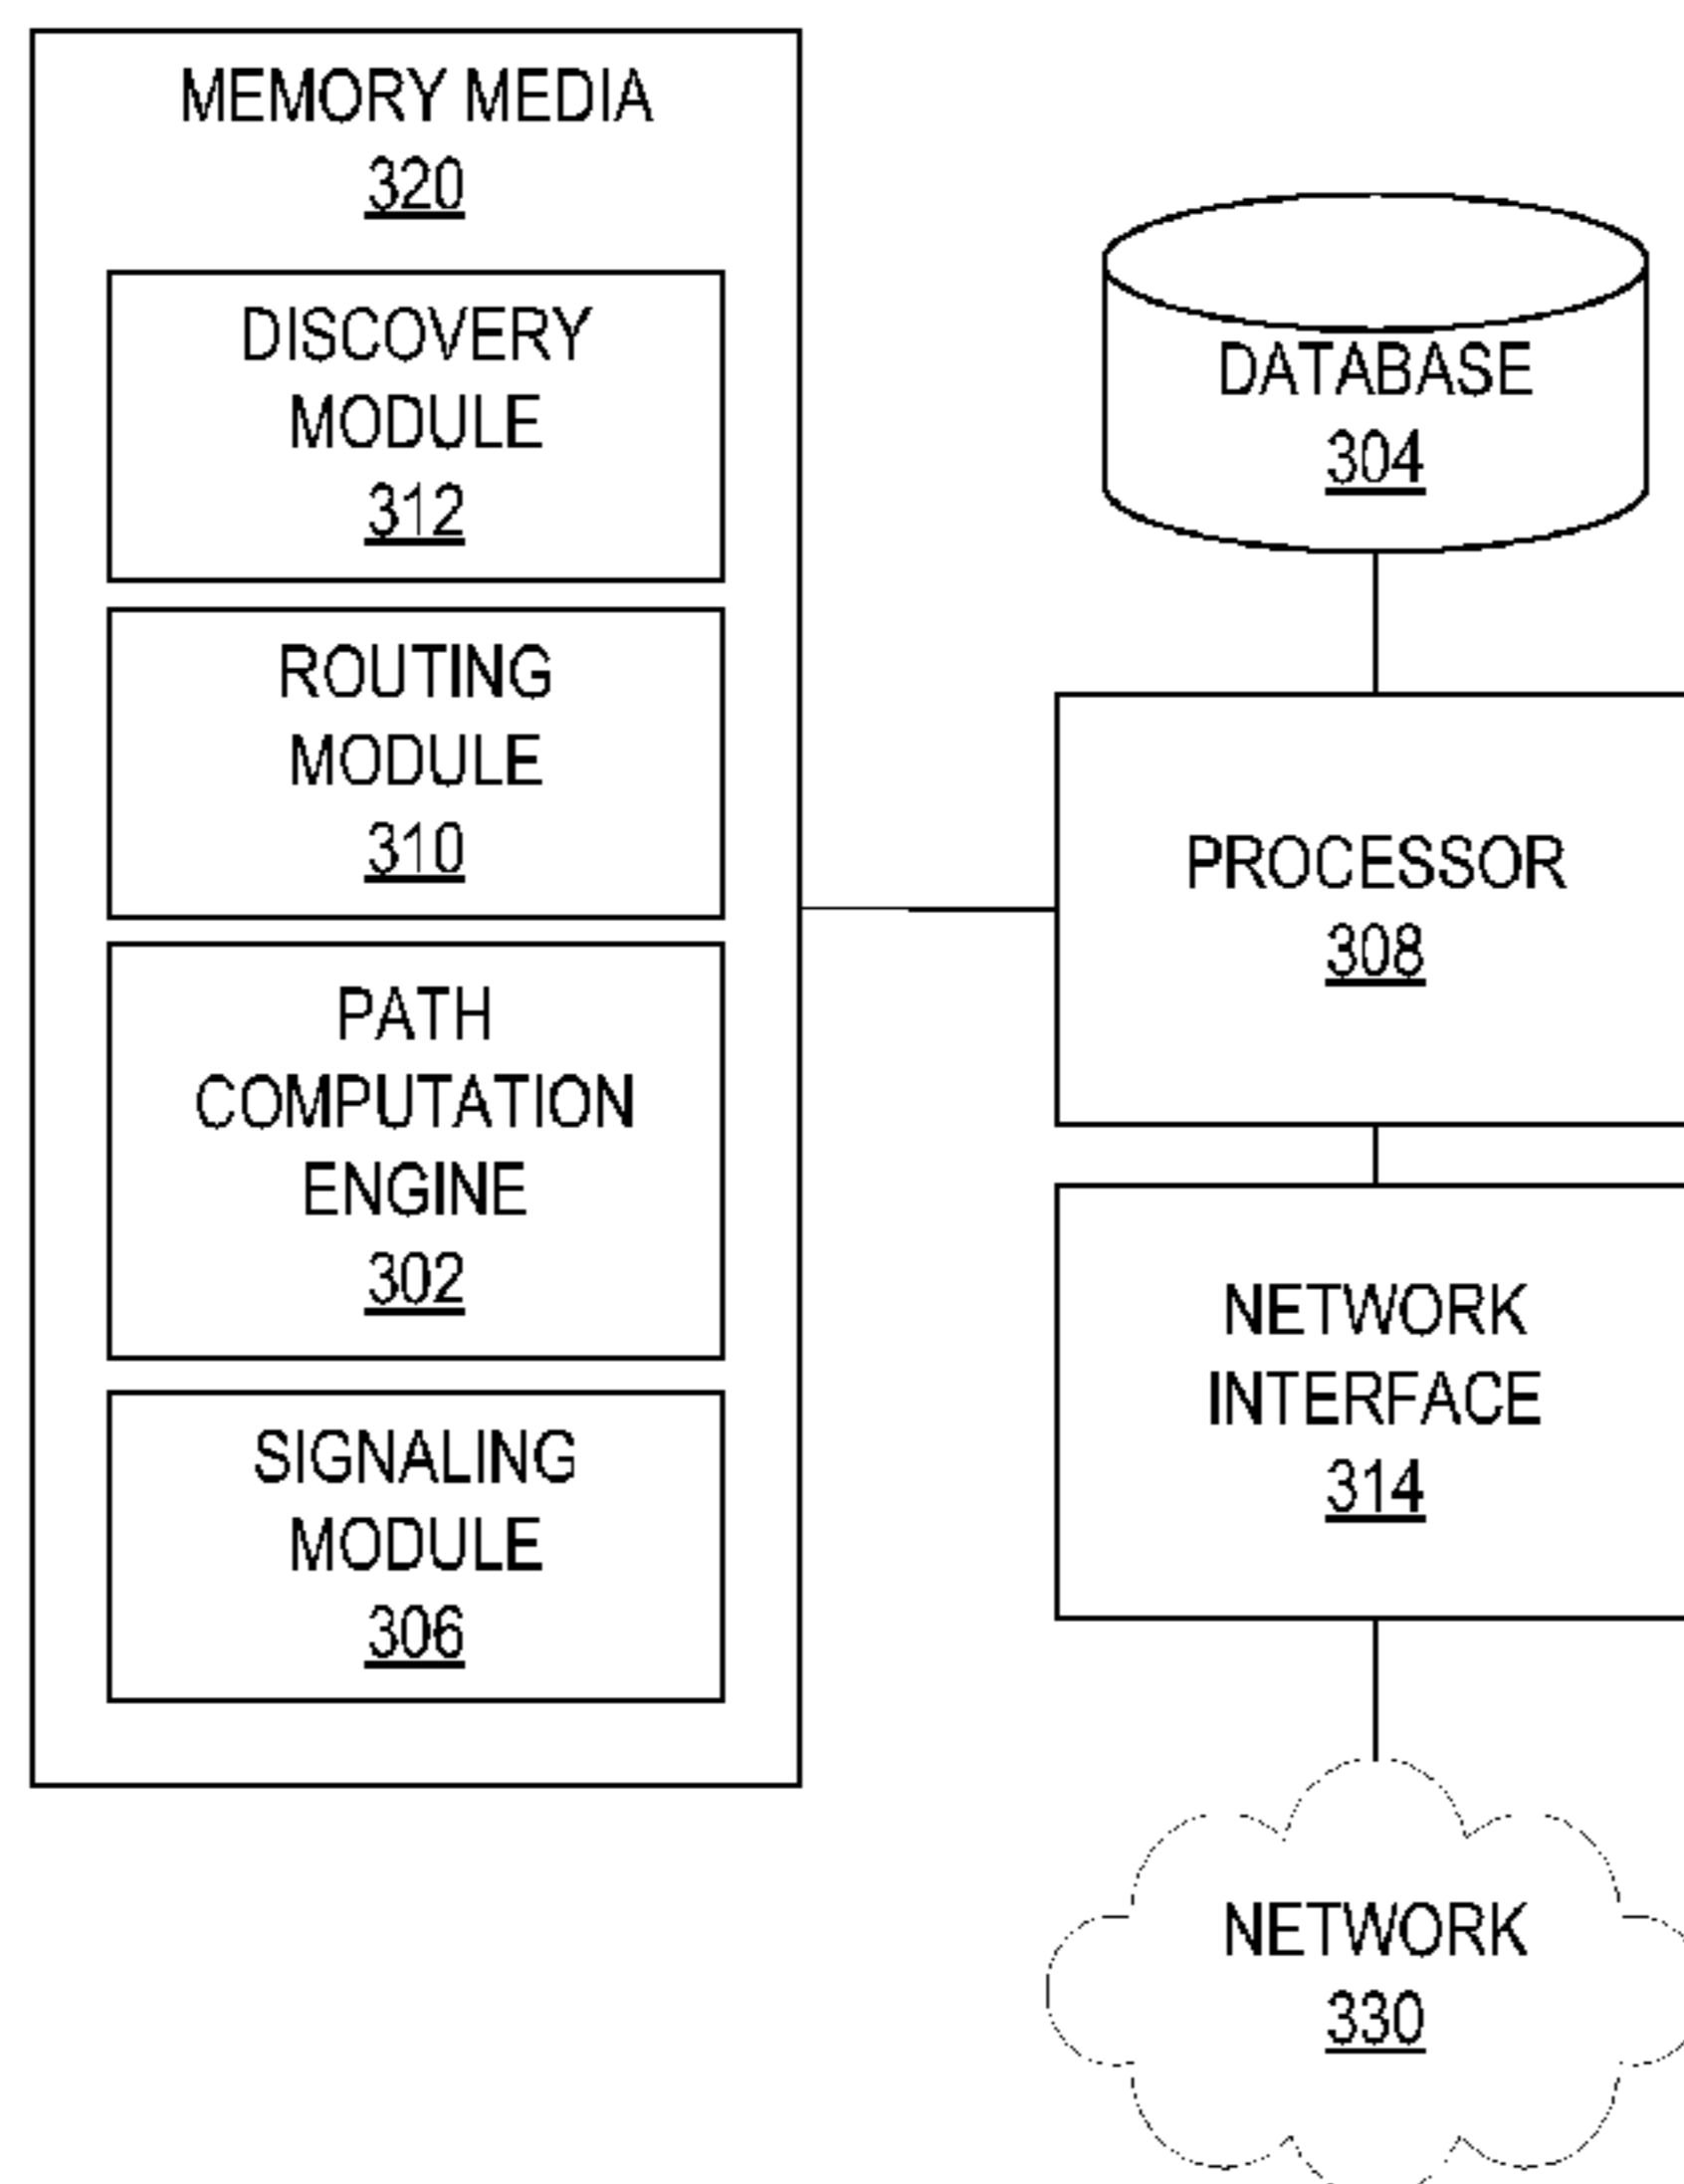 MEMORY MEDIA
320
DISCOVERY
MODULE
312
ROUTING
MODULE
310
PATH
COMPUTATION
ENGINE
302
SIGNALING
MODULE
306
DATABASE
304
PROCESSOR
308
NETWORK
INTERFACE
314
NETWORK
330